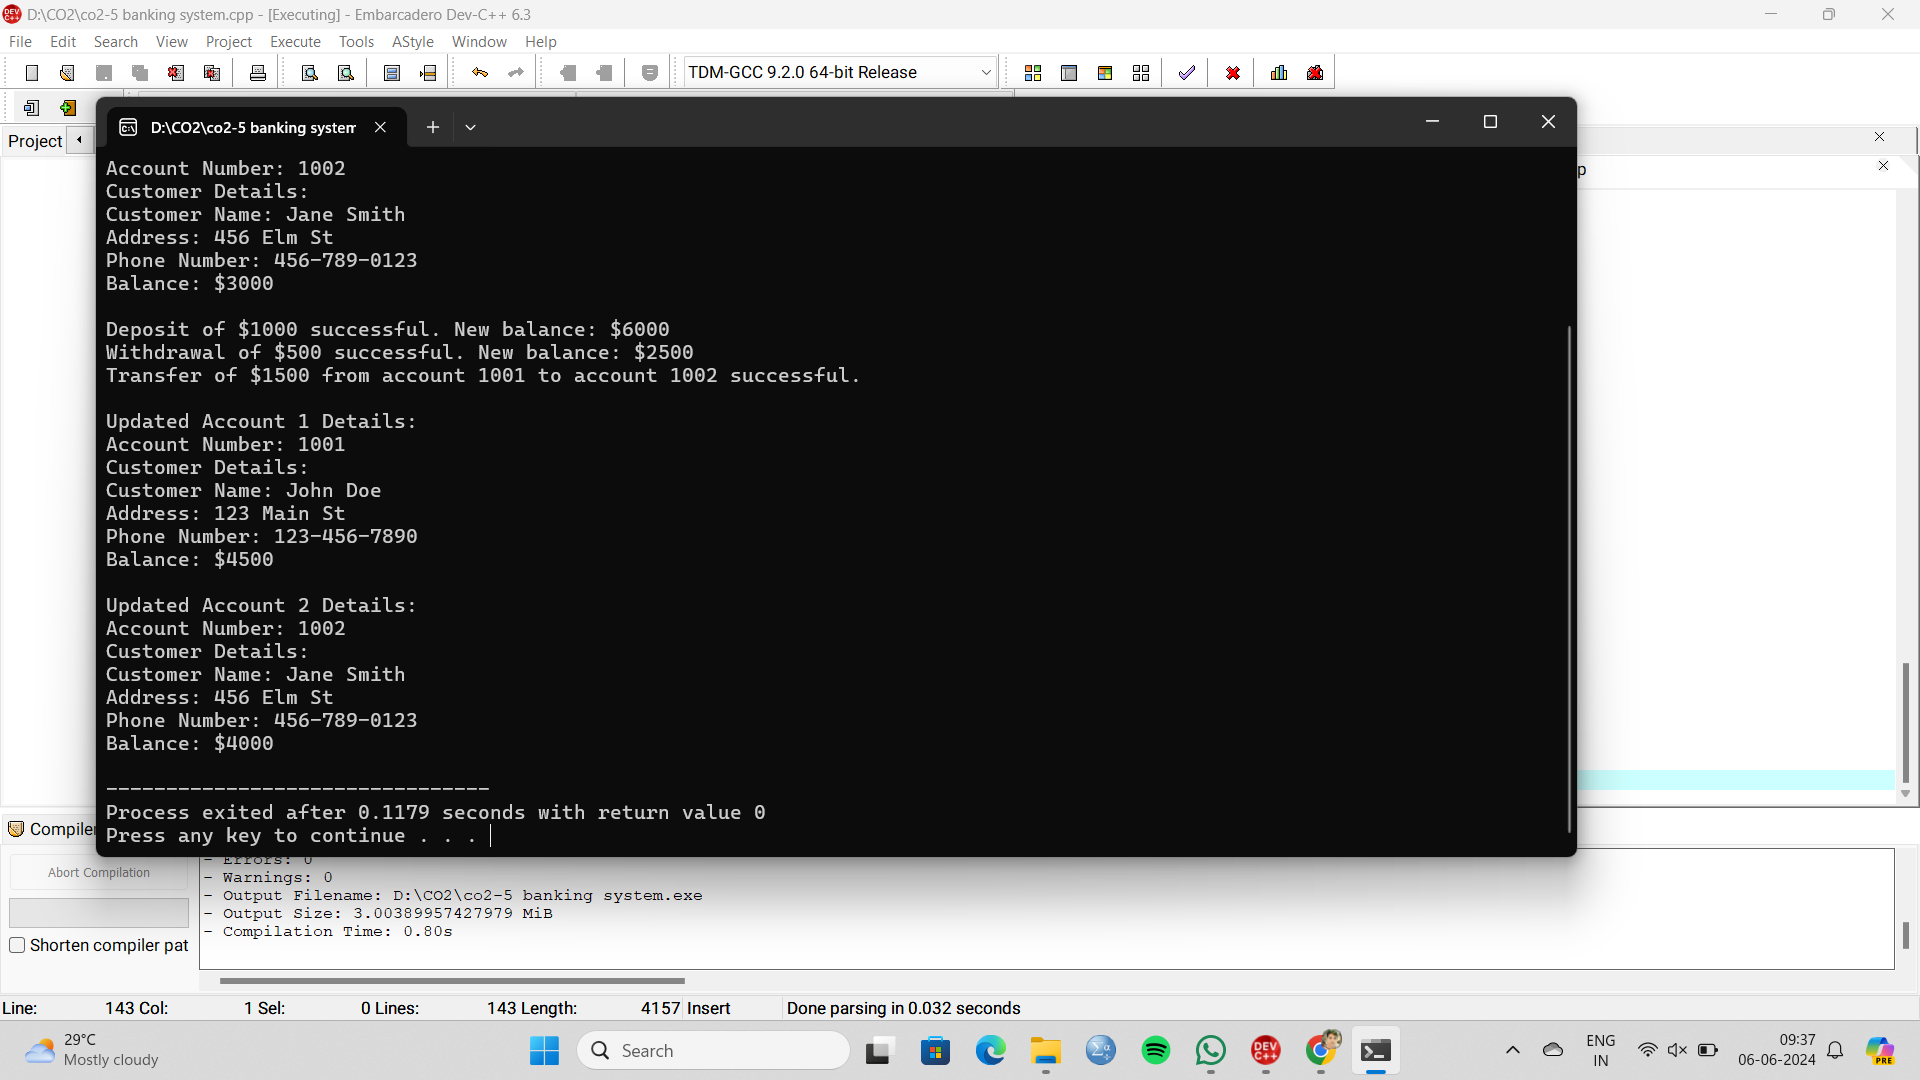 D:\CO2\co2-5 banking system.cpp - [Executing] - Embarcadero Dev-C++ 6.3
File Edit Search View Project Execute Tools AStyle Window Help
TDM-GCC 9.2.0 64-bit Release
Project
D:\CO2\co2-5 banking system
p
Account Number: 1002
Customer Details:
Customer Name: Jane Smith
Address: 456 Elm St
Phone Number: 456-789-0123
Balance: $3000
Deposit of $1000 successful. New balance: $6000
Withdrawal of $500 successful. New balance: $2500
Transfer of $1500 from account 1001 to account 1002 successful.
Updated Account 1 Details:
Account Number: 1001
Customer Details:
Customer Name: John Doe
Address: 123 Main St
Phone Number: 123-456-7890
Balance: $4500
Updated Account 2 Details:
Account Number: 1002
Customer Details:
Customer Name: Jane Smith
Address: 456 Elm St
Phone Number: 456-789-0123
Balance: $4000
--------------------------------
Process exited after 0.1179 seconds with return value 0
Press any key to continue . . .
Compiler
Abort Compilation
Shorten compiler pat
- Errors: 0
- Warnings: 0
- Output Filename: D:\CO2\co2-5 banking system.exe
- Output Size: 3.00389957427979 MiB
- Compilation Time: 0.80s
Line: 143 Col: 1 Sel: 0 Lines: 143 Length: 4157 Insert Done parsing in 0.032 seconds
29°C
Mostly cloudy
Search
DEV C++
ENG
IN
09:37
06-06-2024
PRE